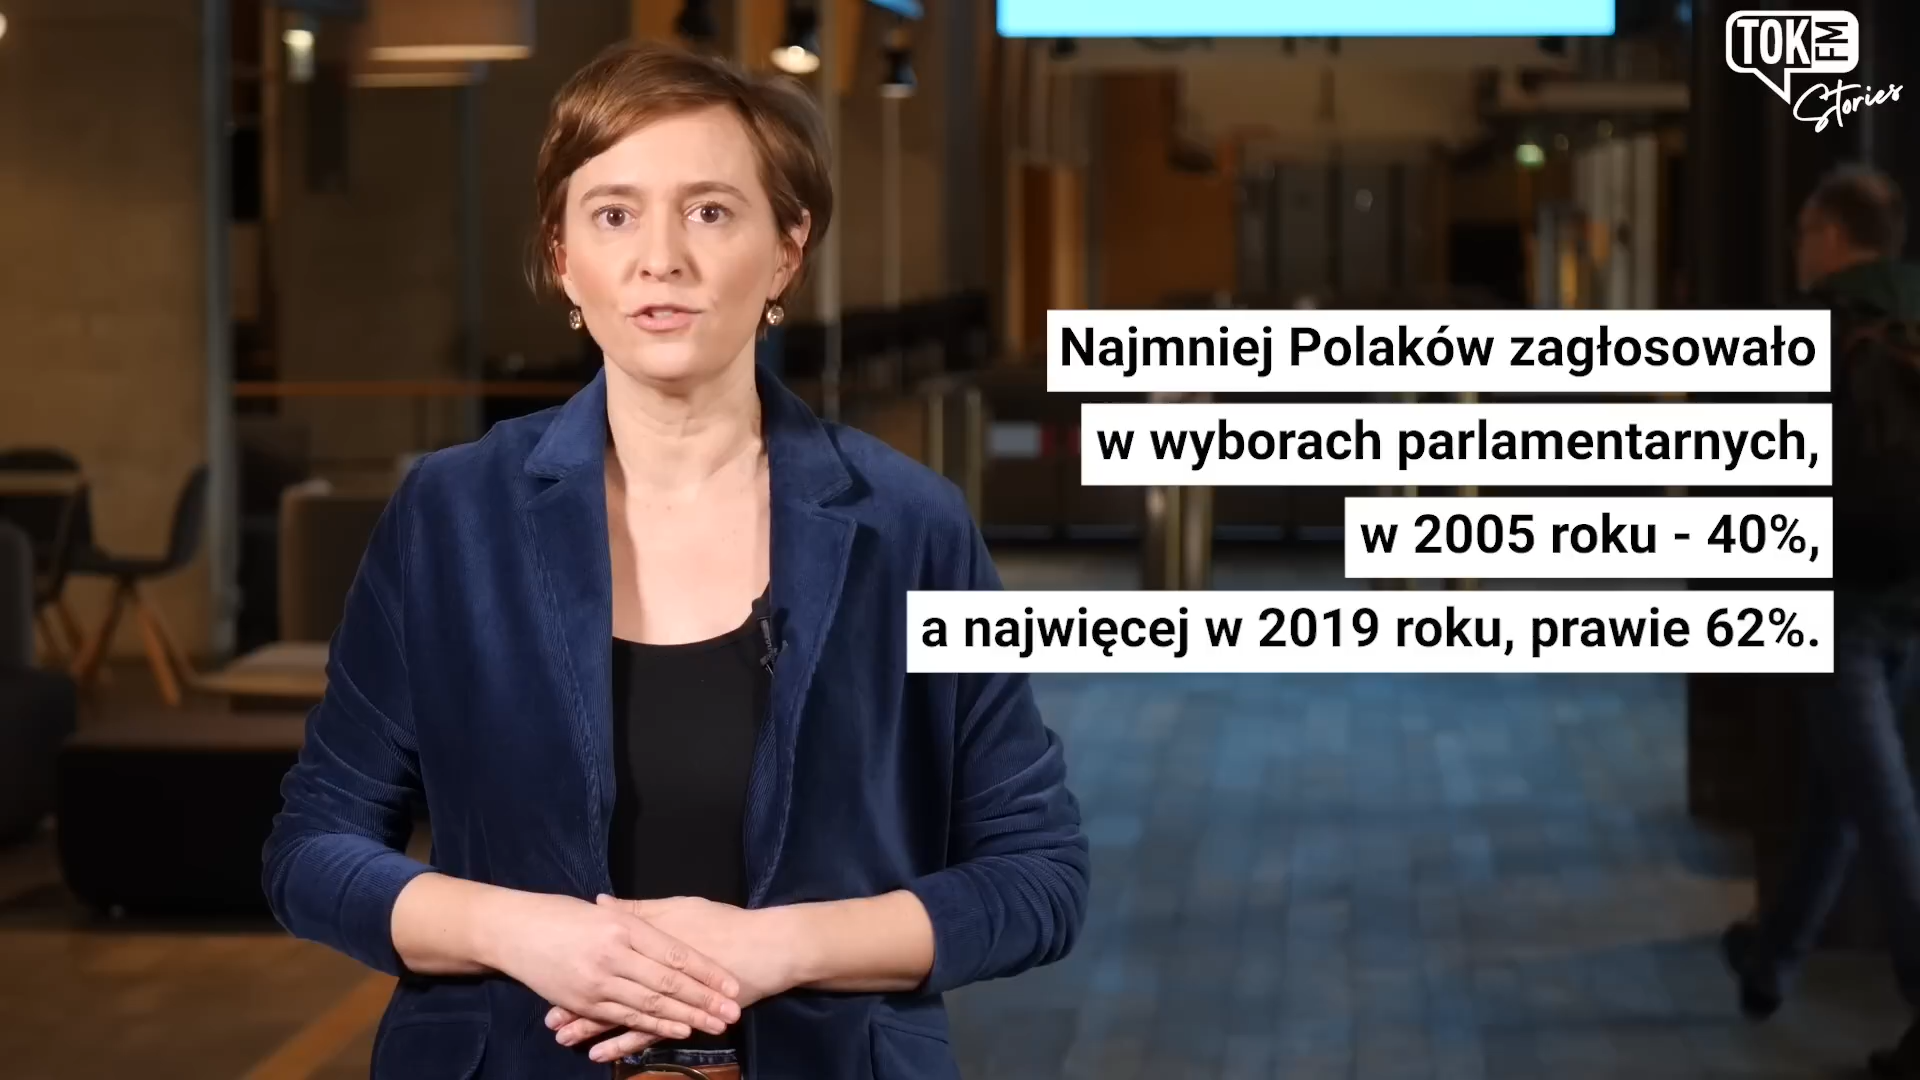 TOK FM
Stories
Najmniej Polaków zagłosowało
w wyborach parlamentarnych,
w 2005 roku - 40%,
a najwięcej w 2019 roku, prawie 62%.